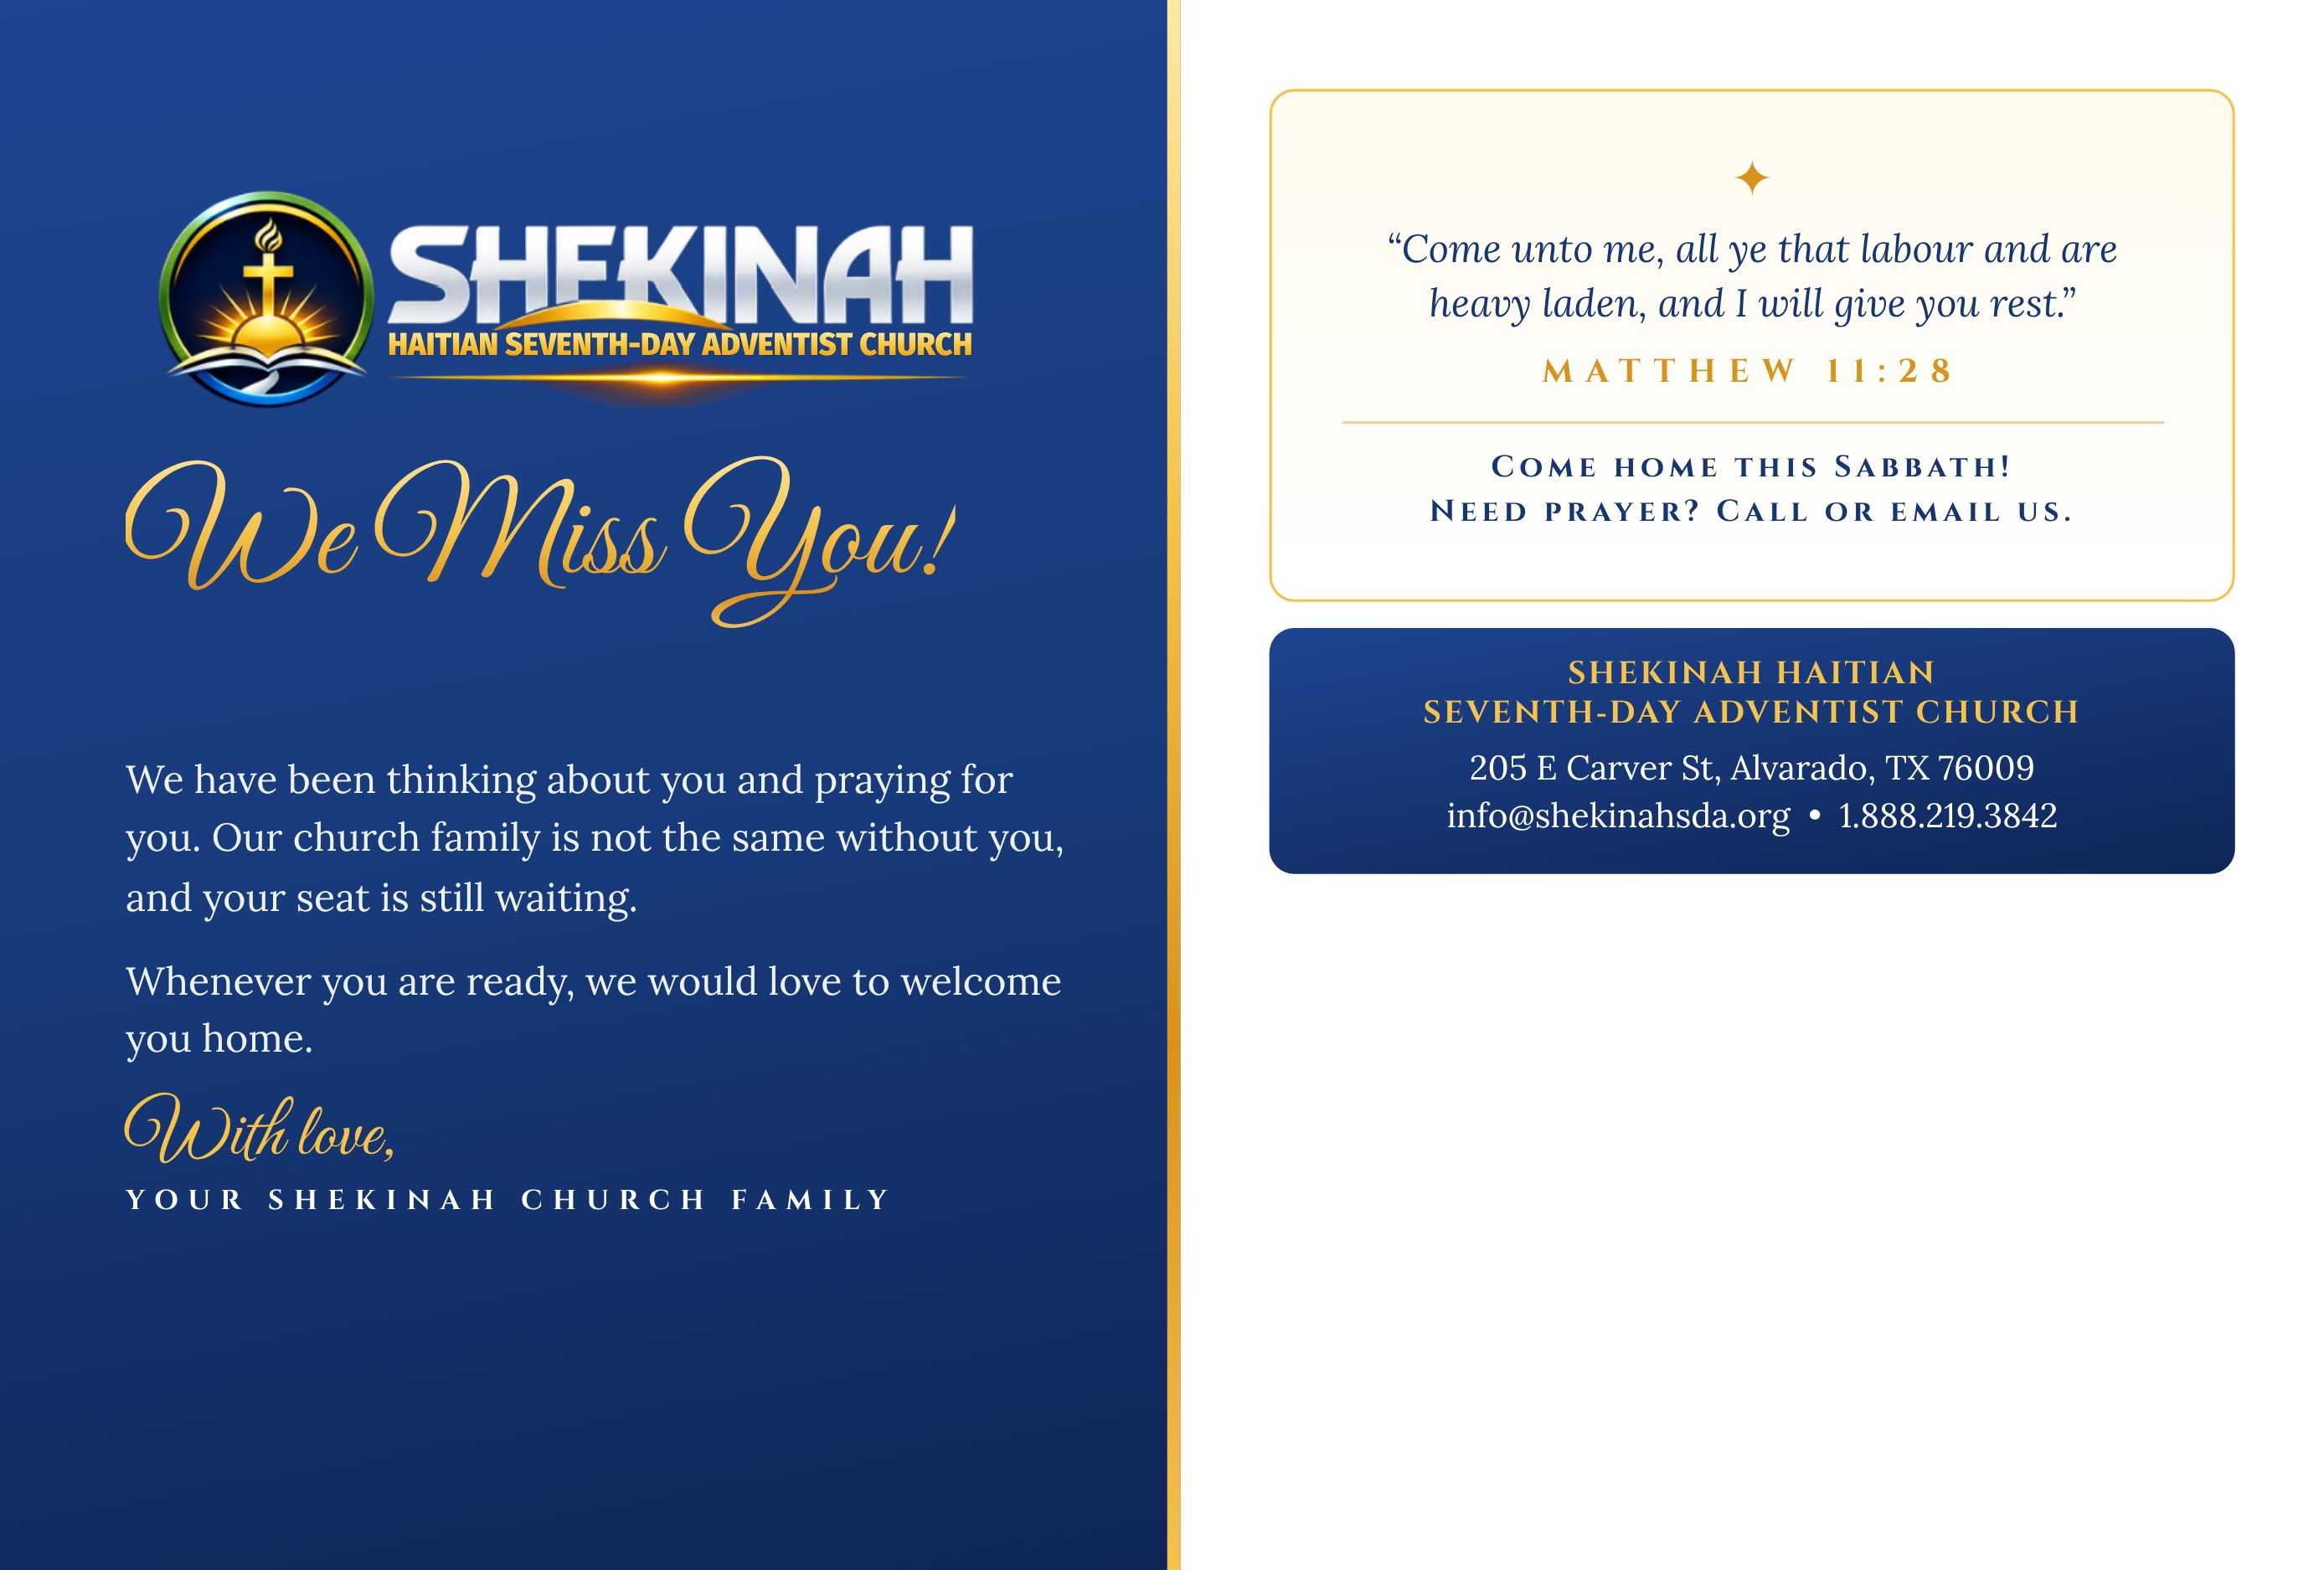 SHEKINAH
HAITIAN SEVENTH-DAY ADVENTIST CHURCH
We Miss You!
We have been thinking about you and praying for
you. Our church family is not the same without you,
and your seat is still waiting.
Whenever you are ready, we would love to welcome
you home.
With love,
YOUR SHEKINAH CHURCH FAMILY
“Come unto me, all ye that labour and are
heavy laden, and I will give you rest.”
MATTHEW 11:28
Come home this Sabbath!
Need prayer? Call or email us.
SHEKINAH HAITIAN
SEVENTH-DAY ADVENTIST CHURCH
205 E Carver St, Alvarado, TX 76009
info@shekinahsda.org • 1.888.219.3842